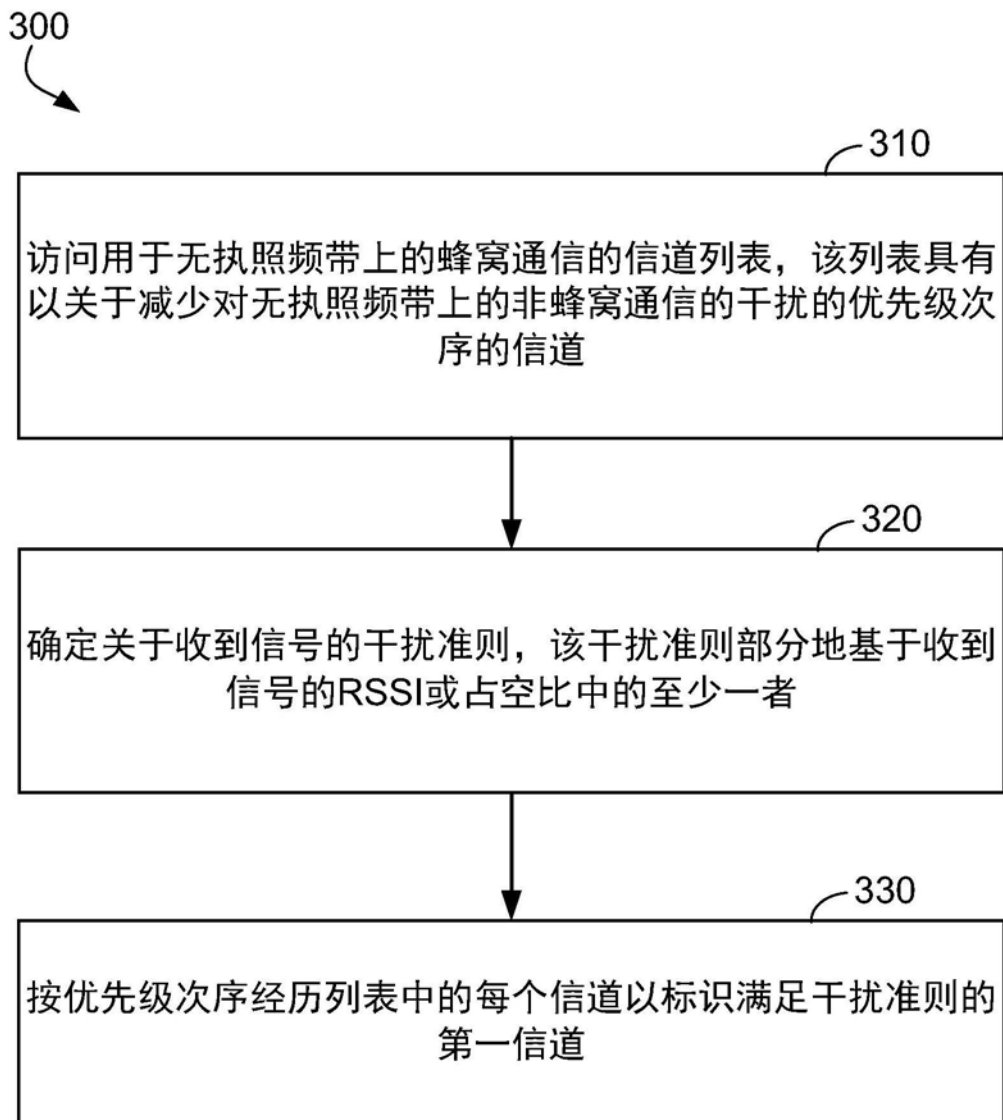 300
310
访问用于无执照频带上的蜂窝通信的信道列表，该列表具有
以关于减少对无执照频带上的非蜂窝通信的干扰的优先级次
序的信道
320
确定关于收到信号的干扰准则，该干扰准则部分地基于收到
信号的RSSI或占空比中的至少一者
330
按优先级次序经历列表中的每个信道以标识满足干扰准则的
第一信道